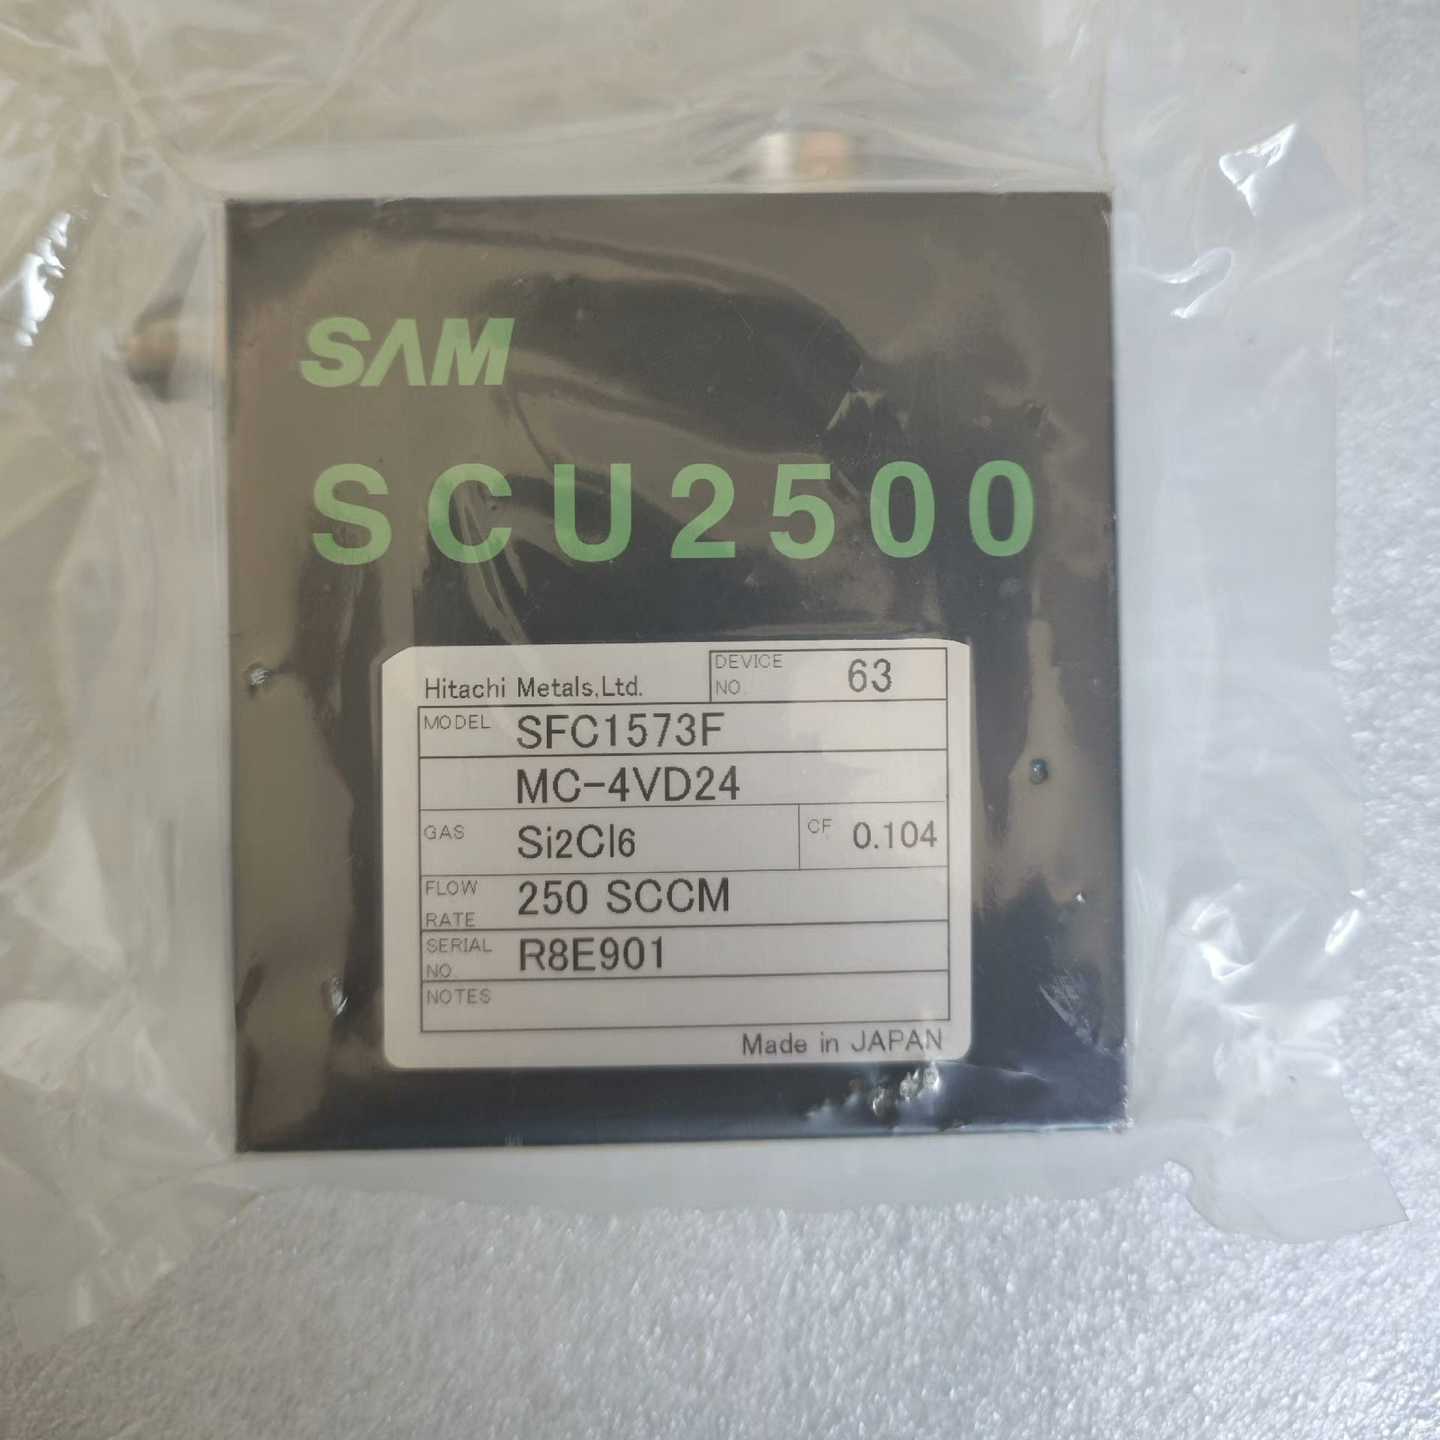 SAM
SCU2500
Hitachi Metals,Ltd.
DEVICE NO. 63
MODEL SFC1573F
MC-4VD24
GAS Si2Cl6 CF 0.104
FLOW RATE 250 SCCM
SERIAL NO. R8E901
NOTES
Made in JAPAN